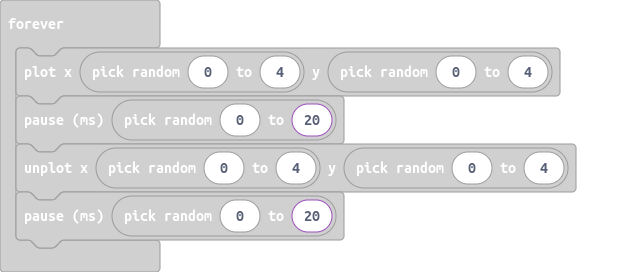 forever
plot x pick random 0 to 4 y pick random 0 to 4
pause (ms) pick random 0 to 20
unplot x pick random 0 to 4 y pick random 0 to 4
pause (ms) pick random 0 to 20